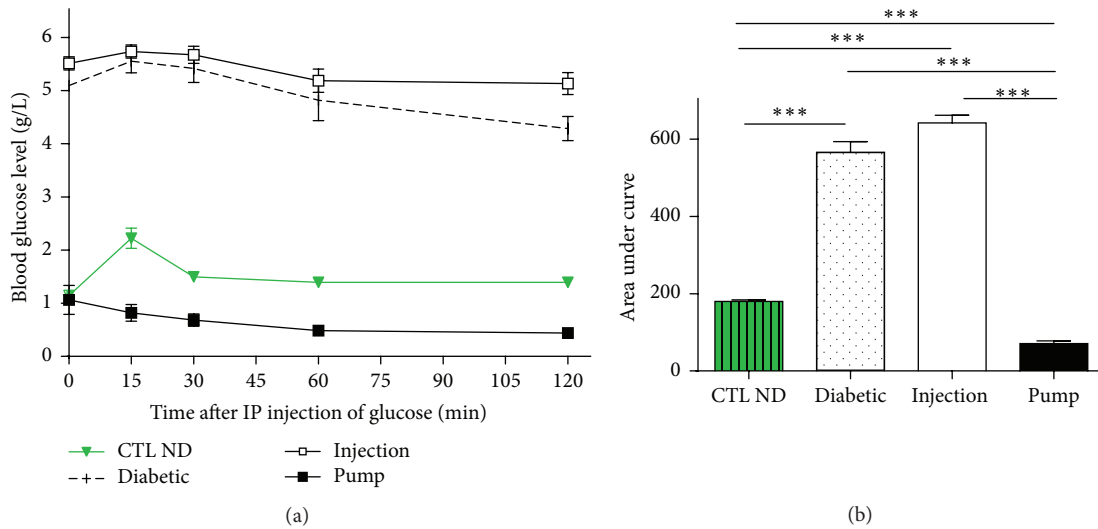 6
5
4
3
2
1
0
Blood glucose level (g/L)
0 15 30 45 60 75 90 105 120
Time after IP injection of glucose (min)
CTL ND
Diabetic
Injection
Pump
(a)
***
***
***
***
***
600
400
200
0
Area under curve
CTL ND Diabetic Injection Pump
(b)